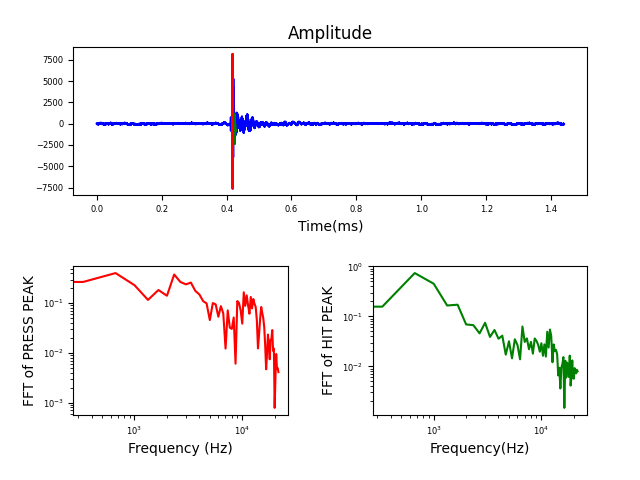 Amplitude
7500
5000
2500
0
−2500
−5000
−7500
0.0 0.2 0.4 0.6 0.8 1.0 1.2 1.4
Time(ms)
FFT of PRESS PEAK
10⁻¹
10⁻²
10⁻³
10³ 10⁴
Frequency (Hz)
FFT of HIT PEAK
10⁰
10⁻¹
10⁻²
10³ 10⁴
Frequency(Hz)